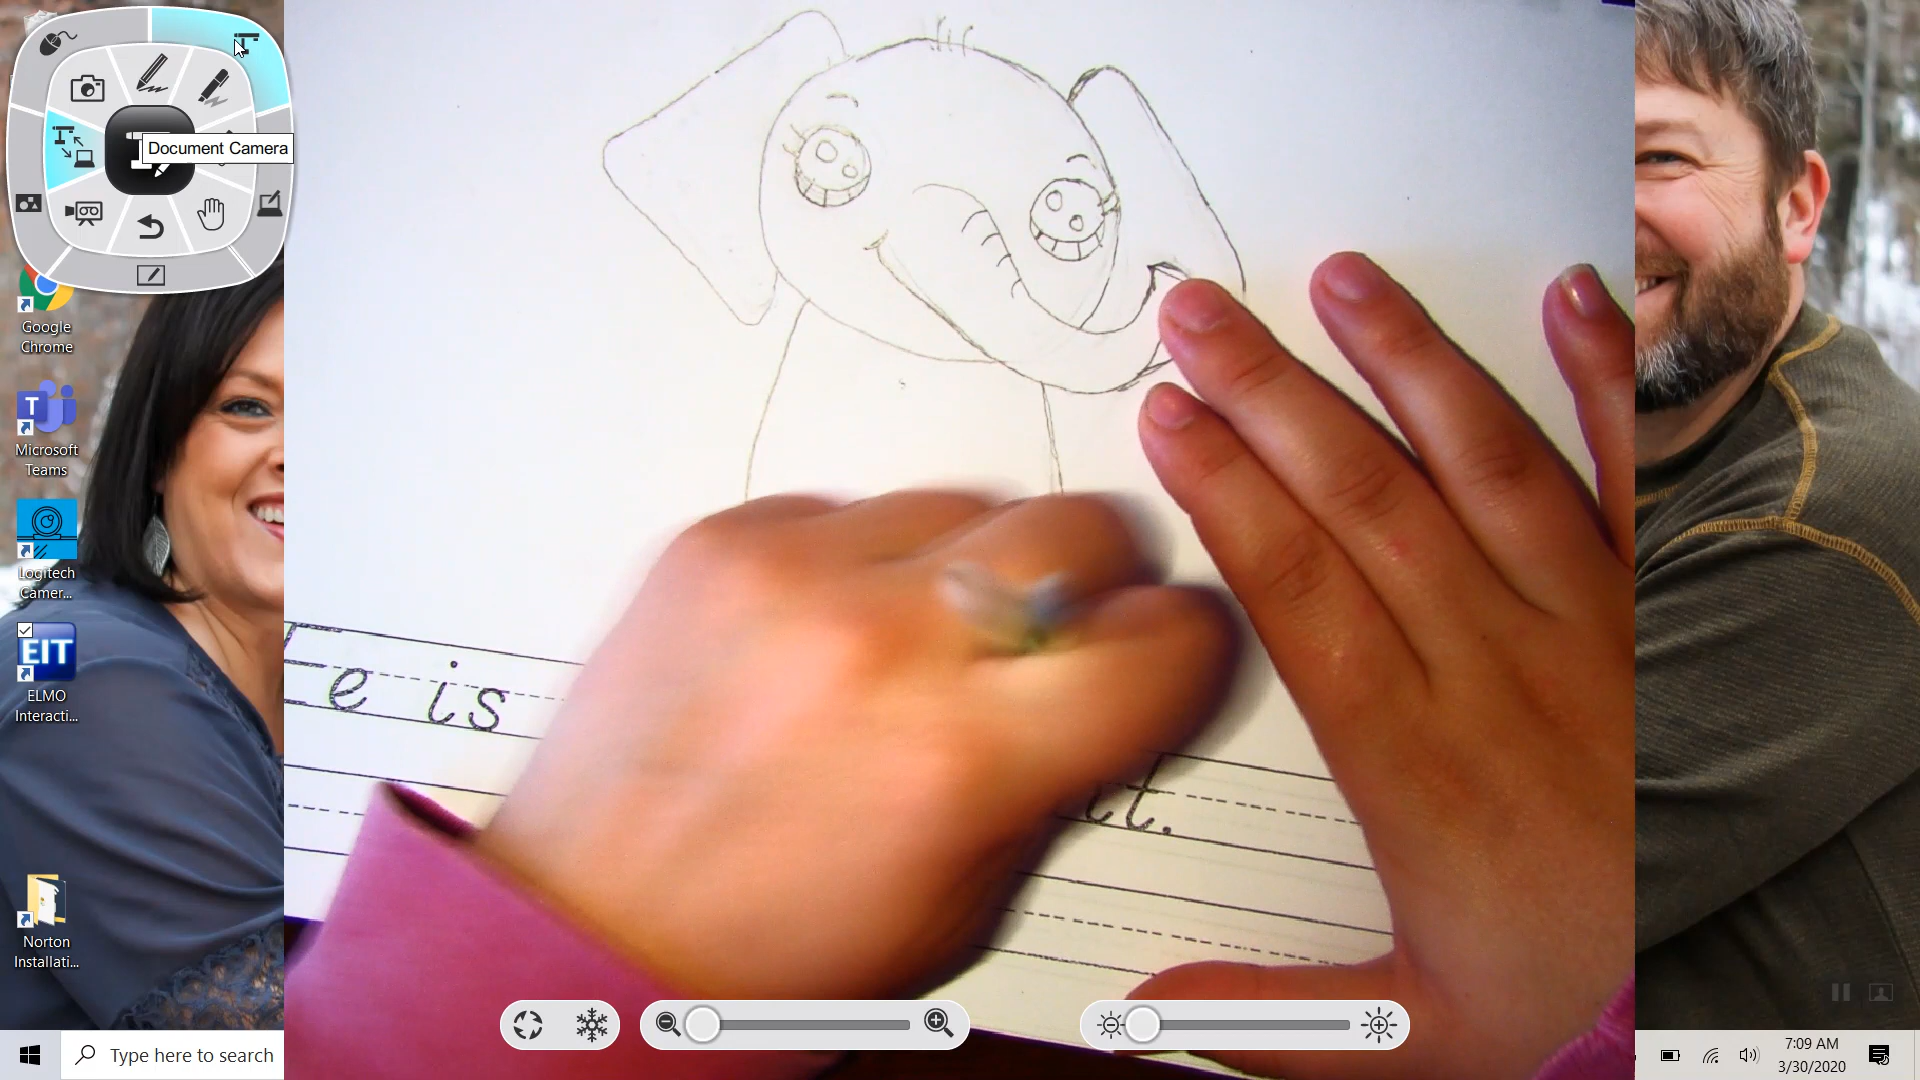 Document Camera
Google
Chrome
T
Microsoft
Teams
Logitech
Camer...
EIT
ELMO
Interacti...
Norton
Installati...
e is
it.
Type here to search
7:09 AM
3/30/2020